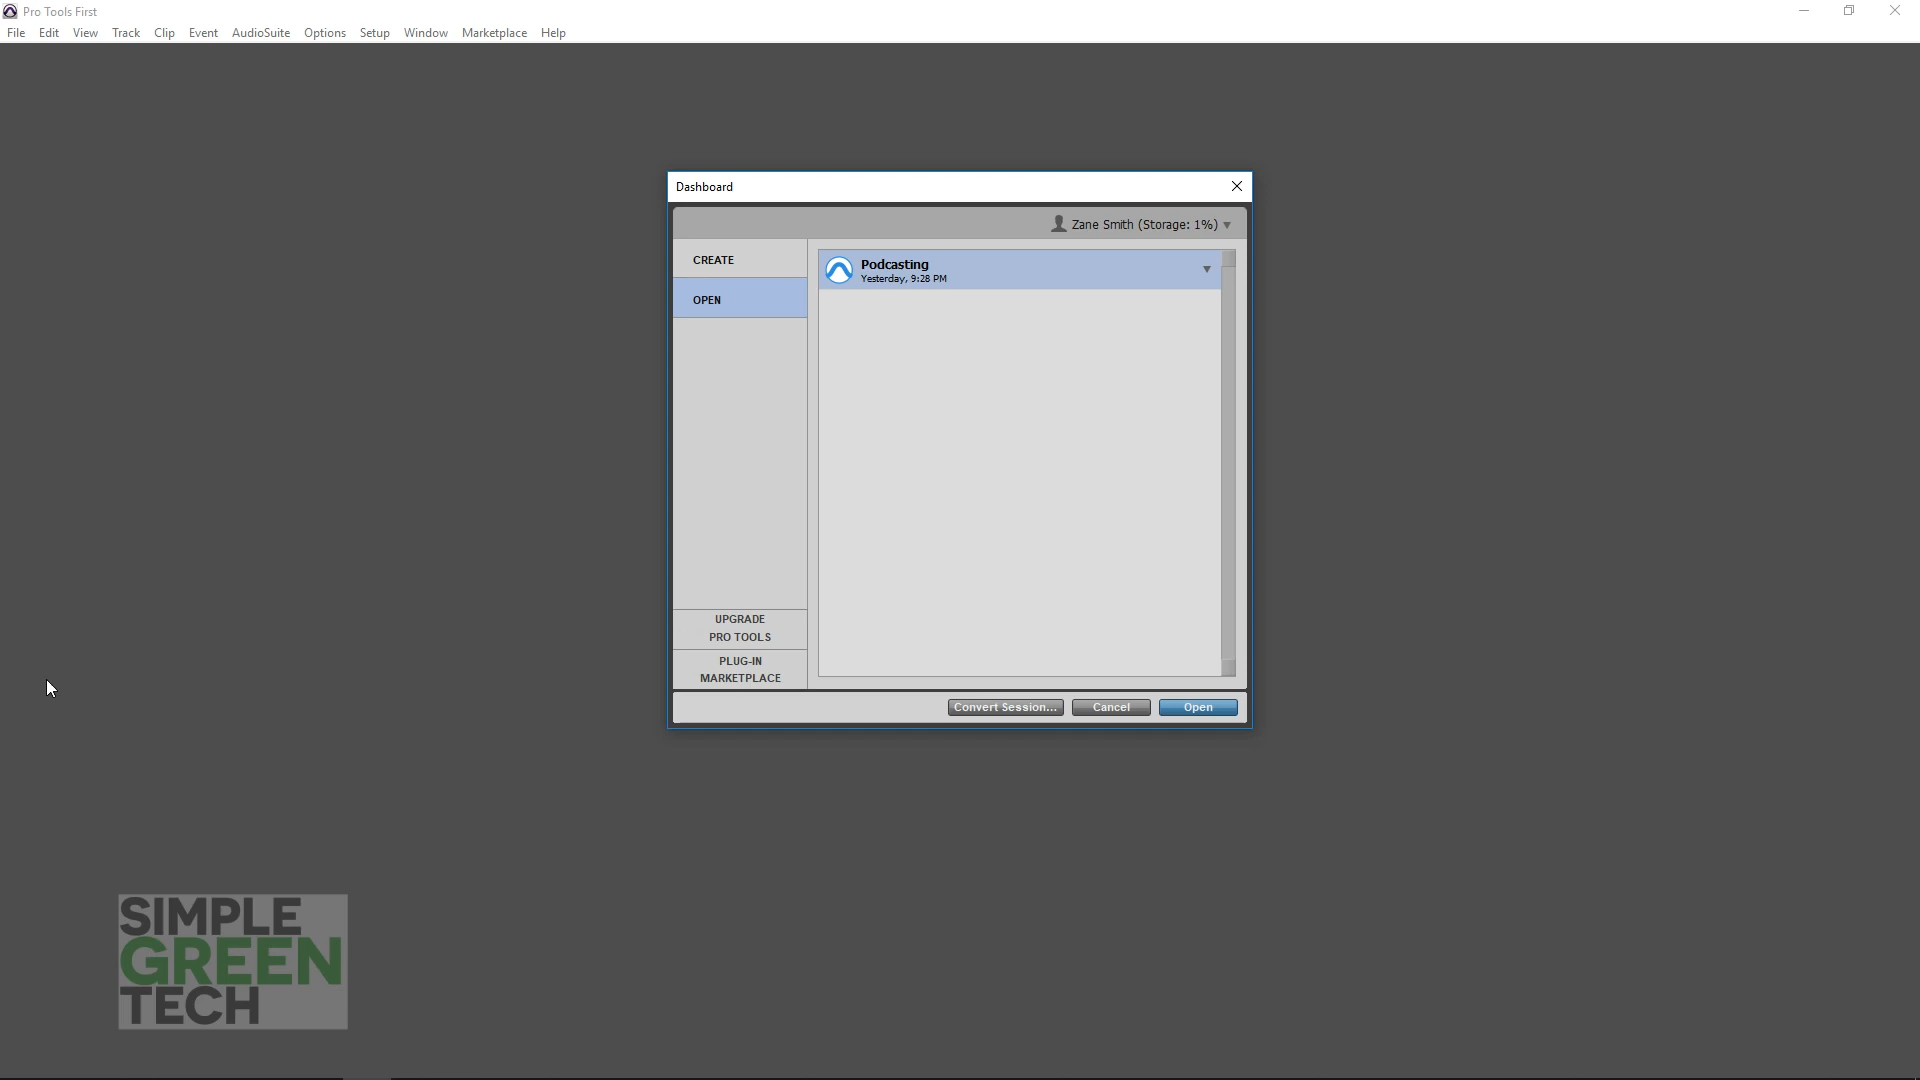 Pro Tools First
File Edit View Track Clip Event AudioSuite Options Setup Window Marketplace Help
Dashboard
Zane Smith (Storage: 1%)
CREATE
OPEN
Podcasting
Yesterday, 9:28 PM
UPGRADE
PRO TOOLS
PLUG-IN
MARKETPLACE
Convert Session... Cancel Open
SIMPLE
GREEN
TECH